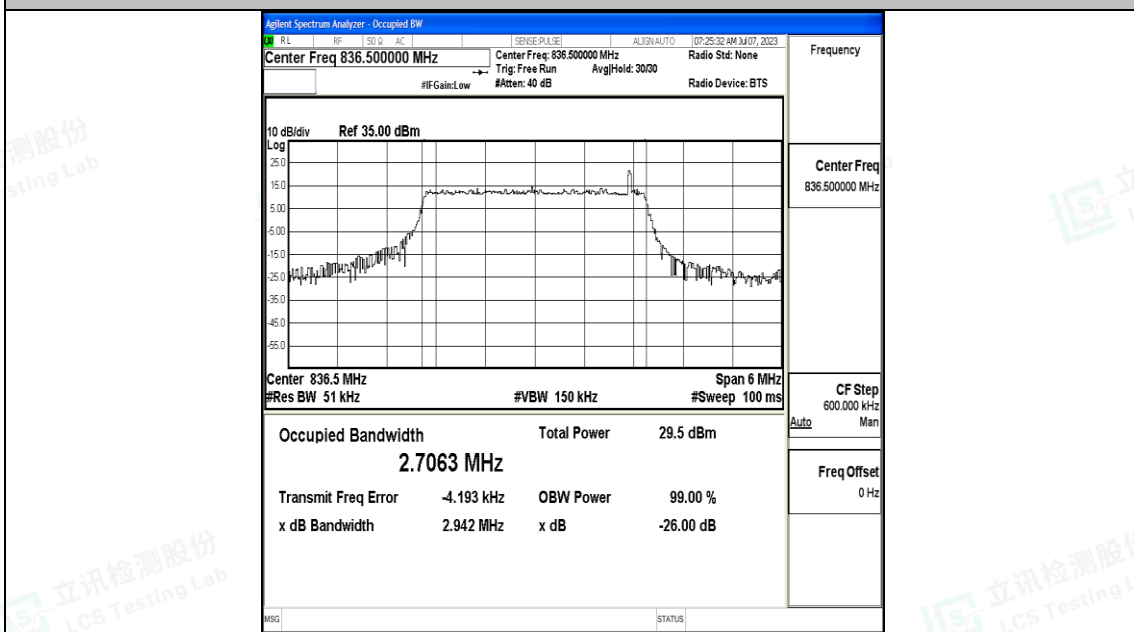 Agilent Spectrum Analyzer - Occupied BW
RL RF 50 Ω AC SENSE:PULSE ALIGN AUTO 07:25:32 AM Jul 07, 2023
Center Freq 836.500000 MHz
Center Freq: 836.500000 MHz
Radio Std: None
Trig: Free Run Avg|Hold: 30/30
#IFGain:Low #Atten: 40 dB Radio Device: BTS
Frequency
10 dB/div Ref 35.00 dBm
Log
25.0
15.0
5.00
-5.00
-15.0
-25.0
-35.0
-45.0
-55.0
Center 836.5 MHz Span 6 MHz
#Res BW 51 kHz #VBW 150 kHz #Sweep 100 ms
Center Freq
836.500000 MHz
CF Step
600.000 kHz
Auto Man
Freq Offset
0 Hz
Occupied Bandwidth Total Power 29.5 dBm
2.7063 MHz
Transmit Freq Error -4.193 kHz OBW Power 99.00 %
x dB Bandwidth 2.942 MHz x dB -26.00 dB
MSG STATUS
立讯检测股份
LCS Testing Lab